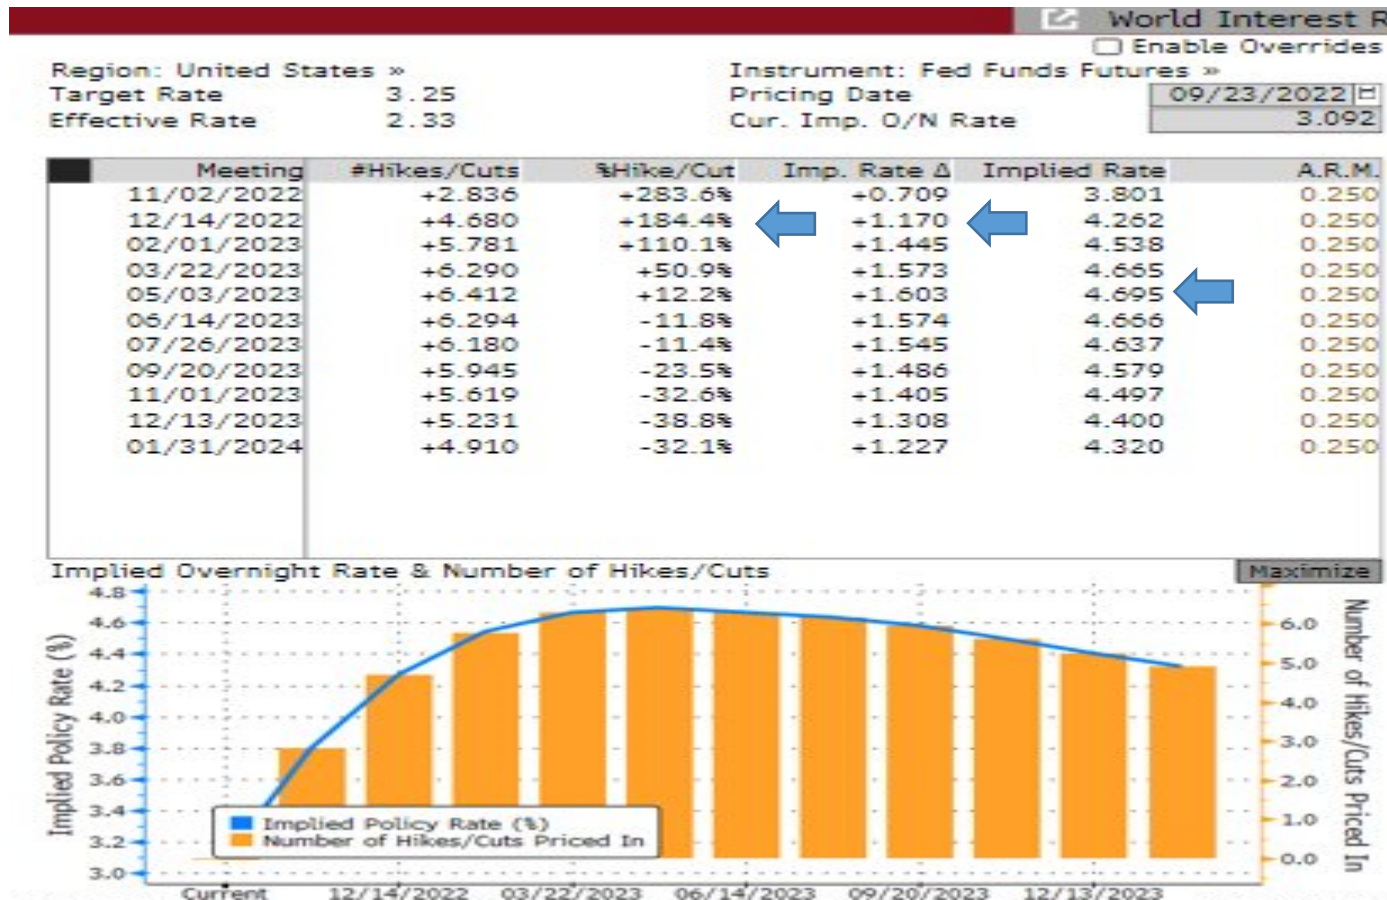 World Interest R
Enable Overrides
Region: United States » Instrument: Fed Funds Futures »
Target Rate 3.25 Pricing Date 09/23/2022
Effective Rate 2.33 Cur. Imp. O/N Rate 3.092
Meeting #Hikes/Cuts %Hike/Cut Imp. Rate Δ Implied Rate A.R.M.
11/02/2022 +2.836 +283.6% +0.709 3.801 0.250
12/14/2022 +4.680 +184.4% +1.170 4.262 0.250
02/01/2023 +5.781 +110.1% +1.445 4.538 0.250
03/22/2023 +6.290 +50.9% +1.573 4.665 0.250
05/03/2023 +6.412 +12.2% +1.603 4.695 0.250
06/14/2023 +6.294 -11.8% +1.574 4.666 0.250
07/26/2023 +6.180 -11.4% +1.545 4.637 0.250
09/20/2023 +5.945 -23.5% +1.486 4.579 0.250
11/01/2023 +5.619 -32.6% +1.405 4.497 0.250
12/13/2023 +5.231 -38.8% +1.308 4.400 0.250
01/31/2024 +4.910 -32.1% +1.227 4.320 0.250
Implied Overnight Rate & Number of Hikes/Cuts Maximize
Implied Policy Rate (%)
4.8
4.6
4.4
4.2
4.0
3.8
3.6
3.4
3.2
3.0
Implied Policy Rate (%)
Number of Hikes/Cuts Priced In
6.0
5.0
4.0
3.0
2.0
1.0
0.0
Number of Hikes/Cuts Priced In
Current 12/14/2022 03/22/2023 06/14/2023 09/20/2023 12/13/2023